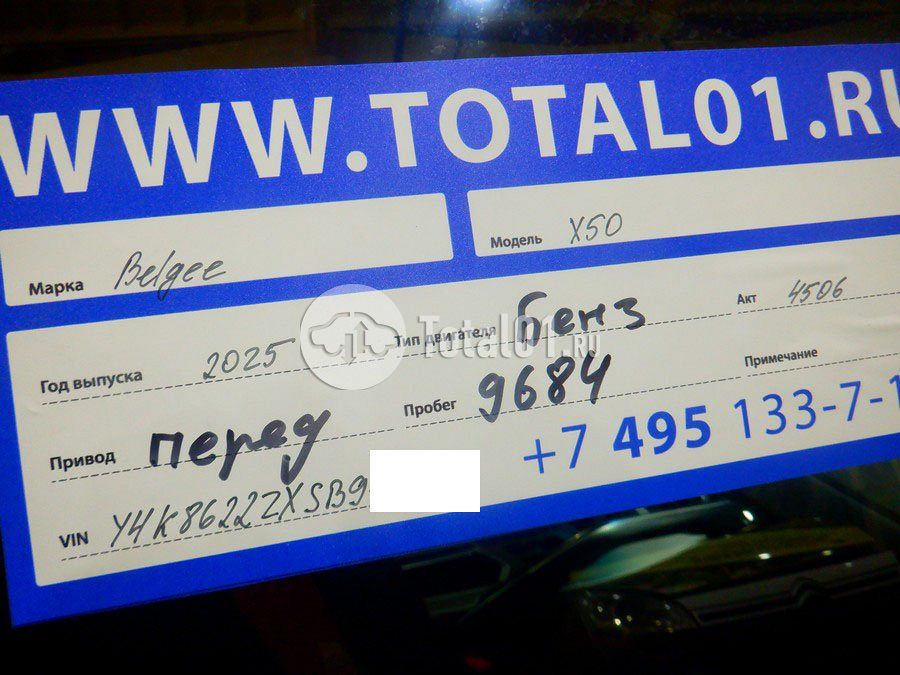 WWW.TOTAL01.RU
Марка Belgee Модель X50
Год выпуска 2025 Тип двигателя бенз Акт 4506
Привод перед Пробег 9684 Примечание
+7 495 133-7-1
VIN Y4K8622ZXSB9
Total01.RU